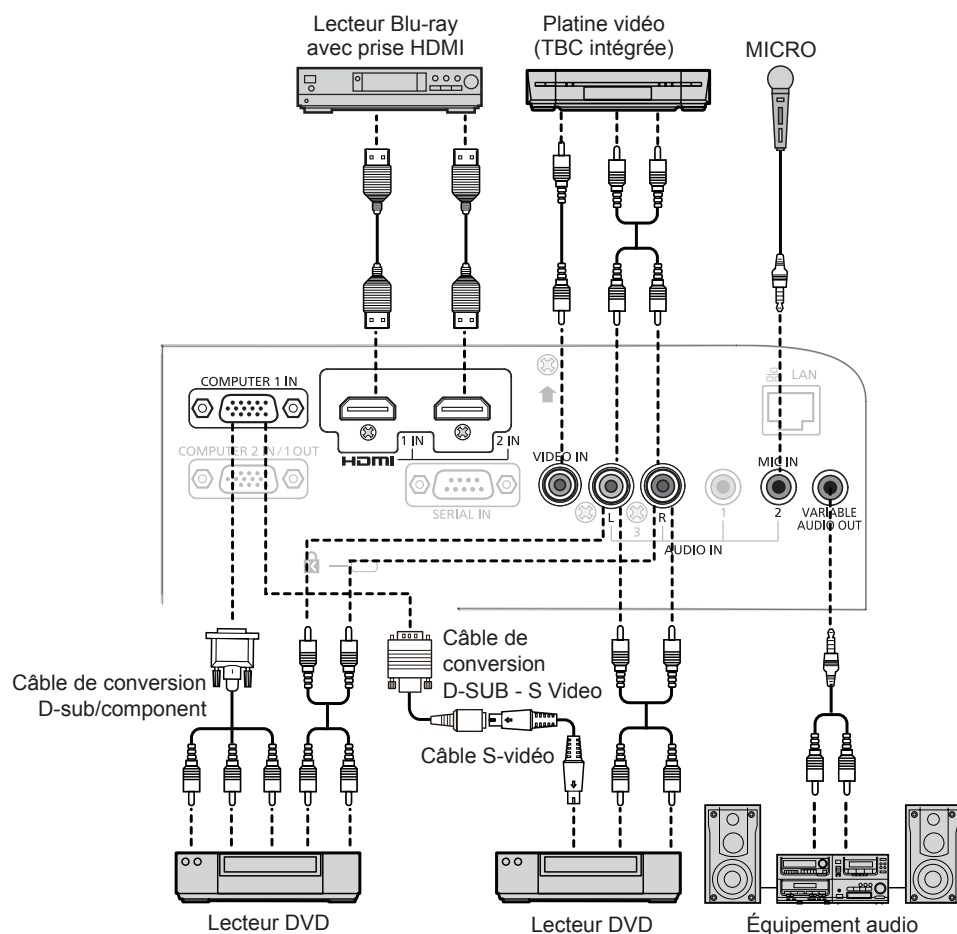 Lecteur Blu-ray
avec prise HDMI
Platine vidéo
(TBC intégrée)
MICRO
COMPUTER 1 IN
LAN
COMPUTER 2 IN / 1 OUT
HDMI
1 IN
2 IN
SERIAL IN
VIDEO IN
MIC IN
L
R
1
2
3
VARIABLE
AUDIO OUT
AUDIO IN
K
Câble de conversion
D-sub/component
Câble de
conversion
D-SUB - S Video
Câble S-vidéo
Lecteur DVD
Lecteur DVD
Équipement audio